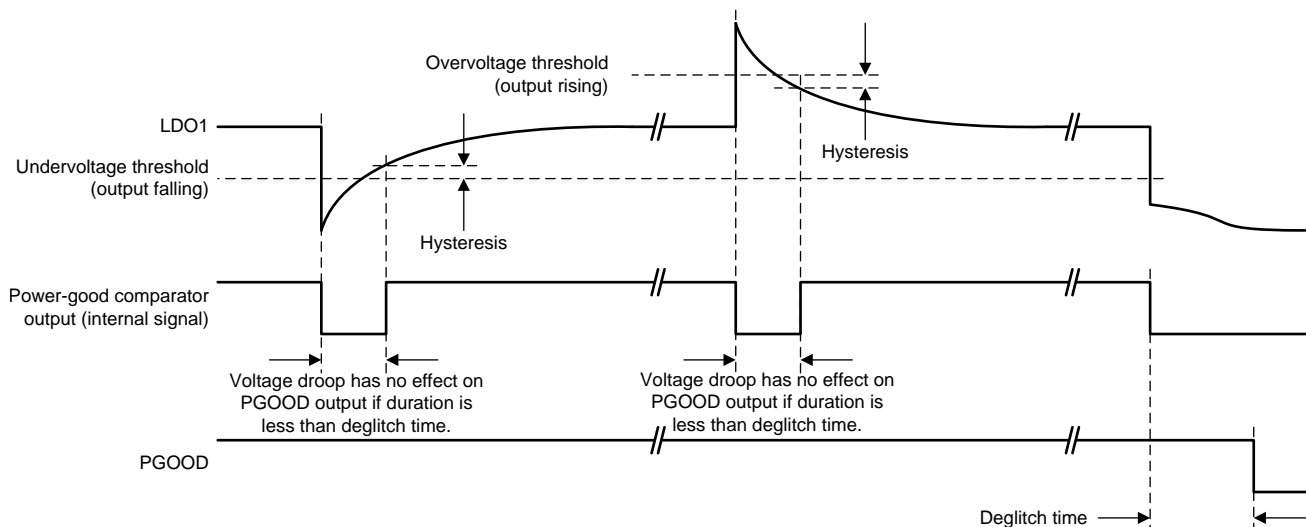 Overvoltage threshold
(output rising)
LDO1
Hysteresis
Undervoltage threshold
(output falling)
Hysteresis
Power-good comparator
output (internal signal)
Voltage droop has no effect on
PGOOD output if duration is
less than deglitch time.
Voltage droop has no effect on
PGOOD output if duration is
less than deglitch time.
PGOOD
Deglitch time